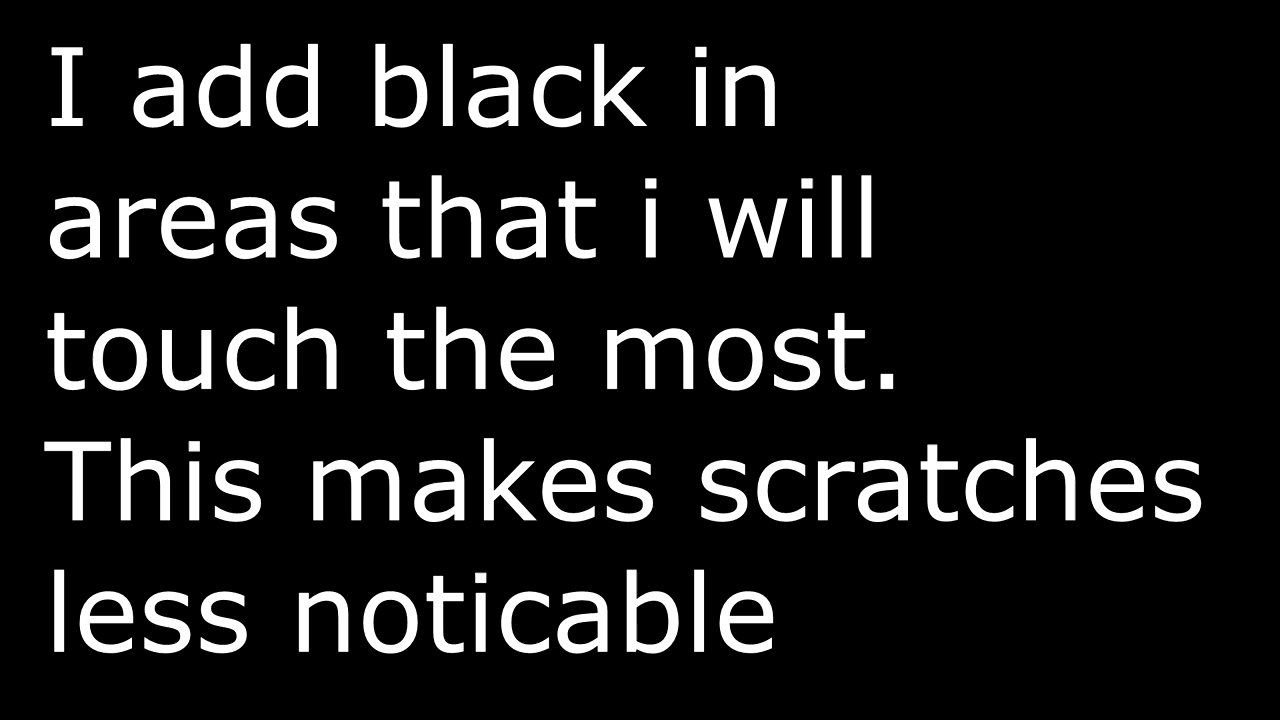 I add black in
areas that i will
touch the most.
This makes scratches
less noticable